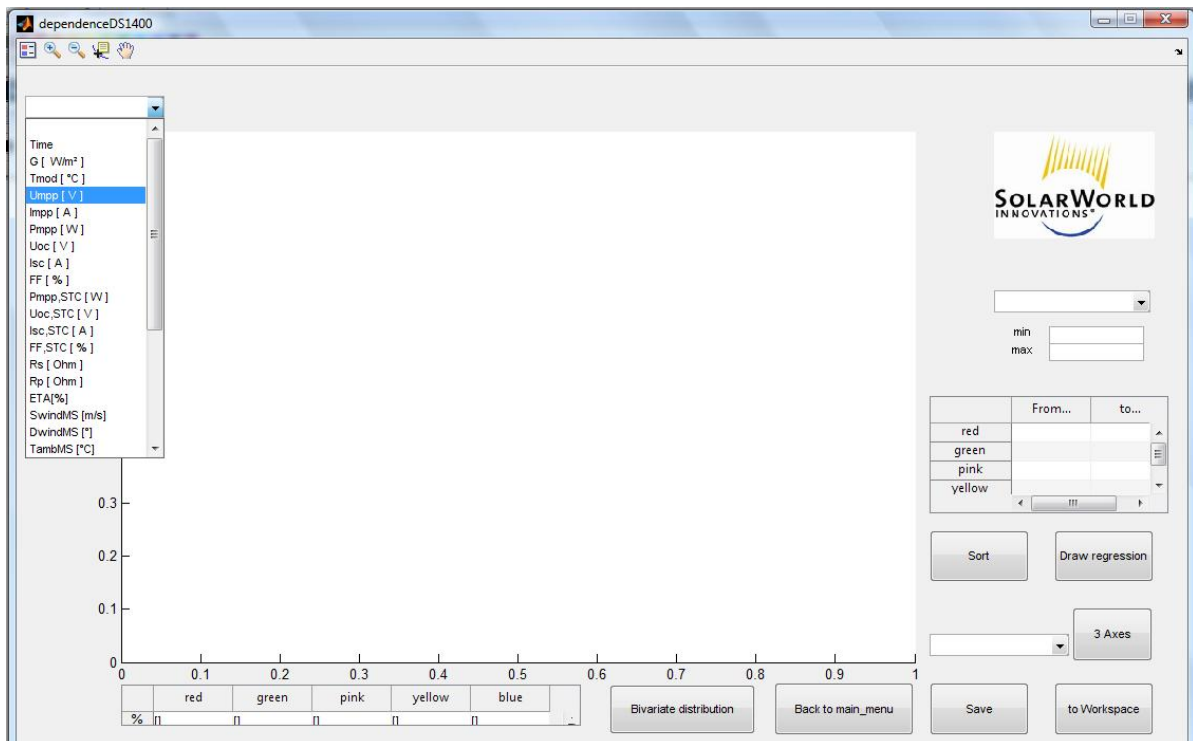 dependenceDS1400
Time
G [ W/m² ]
Tmod [ °C ]
Umpp [ V ]
Impp [ A ]
Pmpp [ W ]
Uoc [ V ]
Isc [ A ]
FF [ % ]
Pmpp,STC [ W ]
Uoc,STC [ V ]
Isc,STC [ A ]
FF,STC [ % ]
Rs [ Ohm ]
Rp [ Ohm ]
ETA[%]
SwindMS [m/s]
DwindMS [°]
TambMS [°C]
SOLARWORLD
INNOVATIONS
min
max
From... to...
red
green
pink
yellow
0.3
0.2
0.1
0
0 0.1 0.2 0.3 0.4 0.5 0.6 0.7 0.8 0.9 1
Sort Draw regression
3 Axes
red green pink yellow blue
% [] [] [] [] []
Bivariate distribution Back to main_menu Save to Workspace